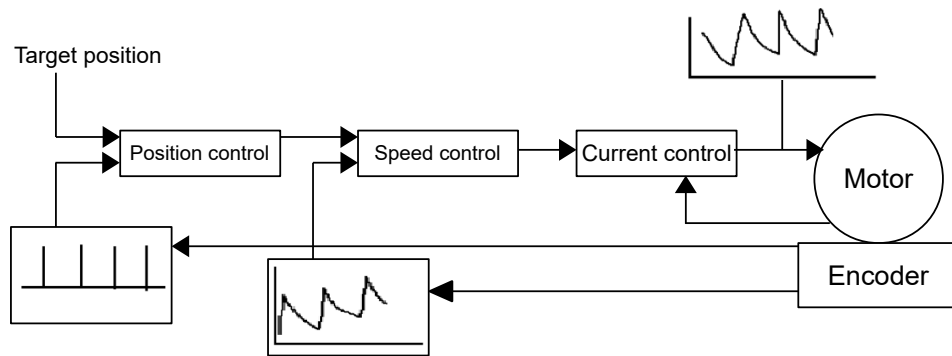 Target position
Position control
Speed control
Current control
Motor
Encoder